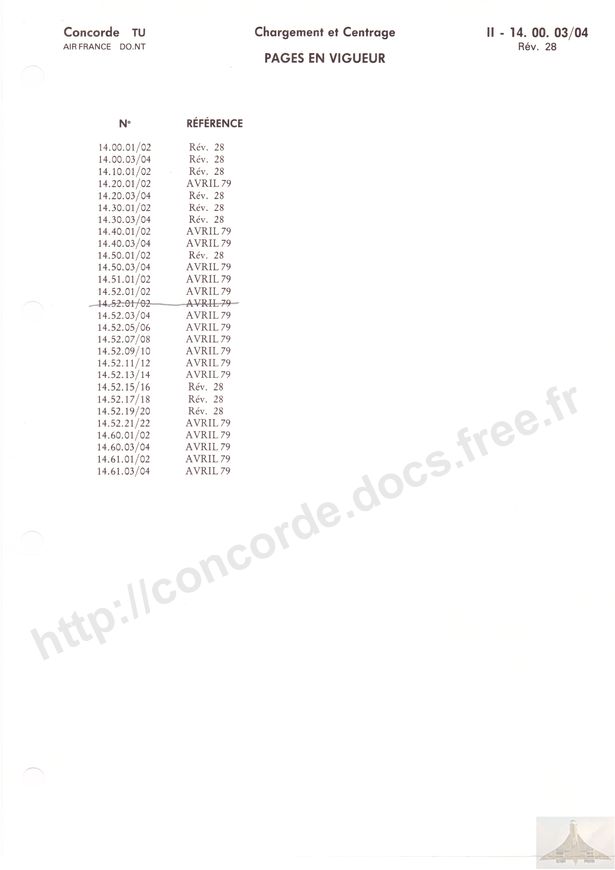 Concorde TU Chargement et Centrage II - 14. 00. 03/04
AIR FRANCE DO.NT PAGES EN VIGUEUR Rév. 28
N° RÉFÉRENCE
14.00.01/02 Rév. 28
14.00.03/04 Rév. 28
14.10.01/02 Rév. 28
14.20.01/02 AVRIL 79
14.20.03/04 Rév. 28
14.30.01/02 Rév. 28
14.30.03/04 Rév. 28
14.40.01/02 AVRIL 79
14.40.03/04 AVRIL 79
14.50.01/02 Rév. 28
14.50.03/04 AVRIL 79
14.51.01/02 AVRIL 79
14.52.01/02 AVRIL 79
14.52.01/02 AVRIL 79
14.52.03/04 AVRIL 79
14.52.05/06 AVRIL 79
14.52.07/08 AVRIL 79
14.52.09/10 AVRIL 79
14.52.11/12 AVRIL 79
14.52.13/14 AVRIL 79
14.52.15/16 Rév. 28
14.52.17/18 Rév. 28
14.52.19/20 Rév. 28
14.52.21/22 AVRIL 79
14.60.01/02 AVRIL 79
14.60.03/04 AVRIL 79
14.61.01/02 AVRIL 79
14.61.03/04 AVRIL 79
http://concorde.docs.free.fr